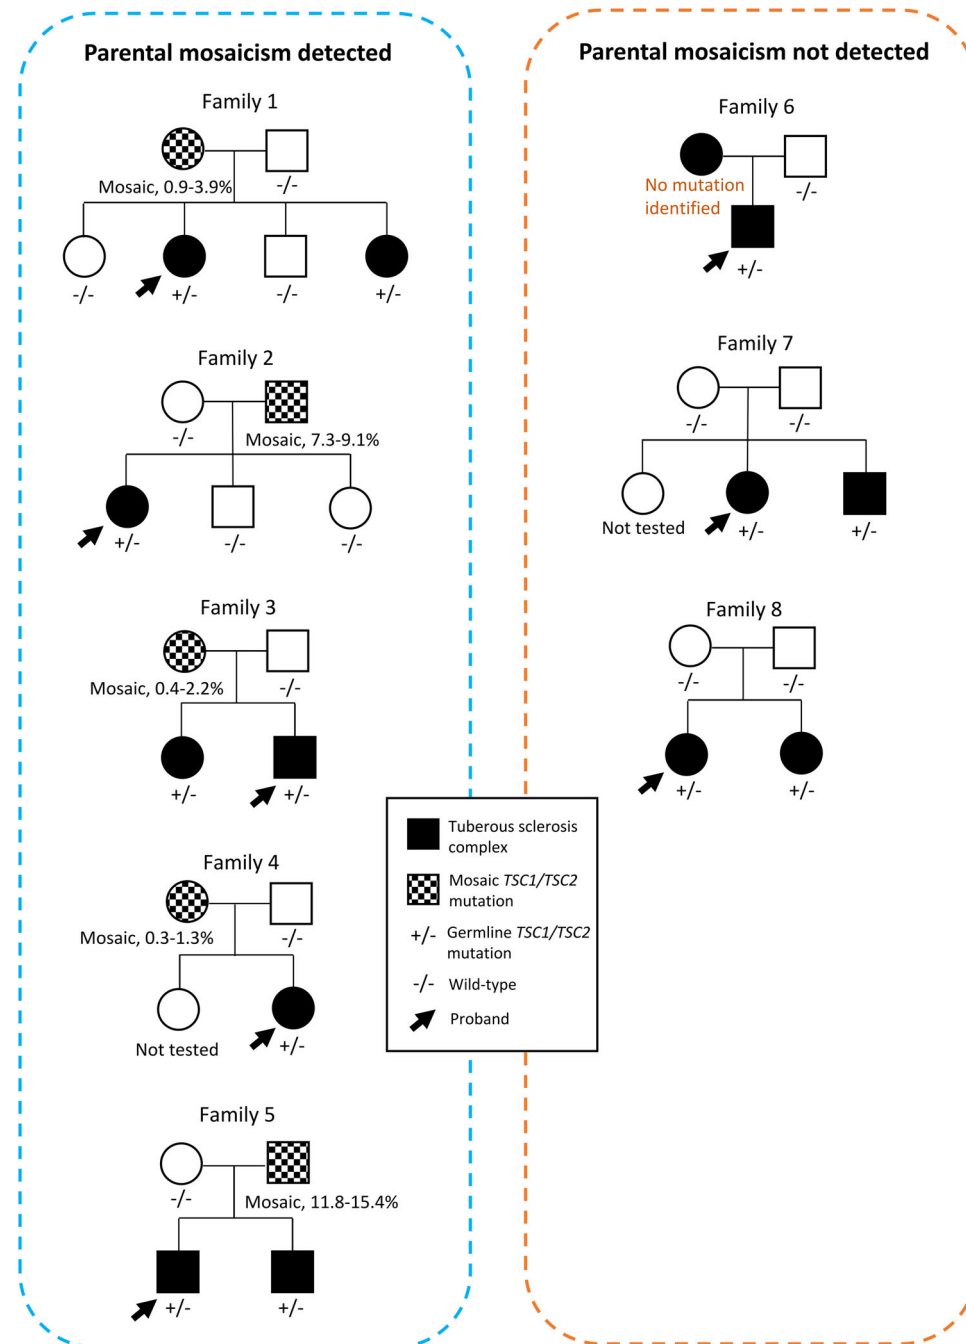 Parental mosaicism detected
Family 1
Mosaic, 0.9-3.9%
-/-
-/-
+/-
-/-
+/-
Family 2
-/-
Mosaic, 7.3-9.1%
+/-
-/-
-/-
Family 3
Mosaic, 0.4-2.2%
-/-
+/-
+/-
Family 4
Mosaic, 0.3-1.3%
-/-
Not tested
+/-
Family 5
-/-
Mosaic, 11.8-15.4%
+/-
+/-
Parental mosaicism not detected
Family 6
No mutation
identified
-/-
+/-
Family 7
-/-
-/-
Not tested
+/-
+/-
Family 8
-/-
-/-
+/-
+/-
Tuberous sclerosis
complex
Mosaic TSC1/TSC2
mutation
+/- Germline TSC1/TSC2
mutation
-/- Wild-type
Proband